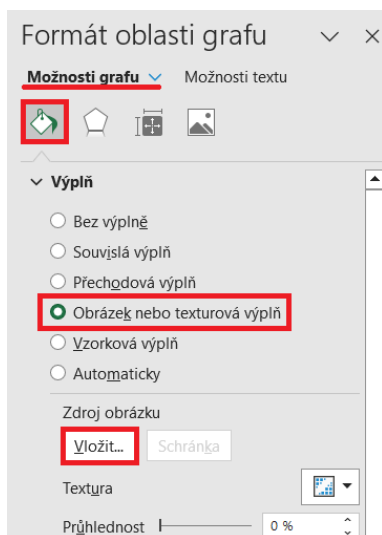 Formát oblasti grafu
Možnosti grafu Možnosti textu
Výplň
Bez výplně
Souvislá výplň
Přechodová výplň
Obrázek nebo texturová výplň
Vzorková výplň
Automaticky
Zdroj obrázku
Vložit... Schránka
Textura
Průhlednost 0 %